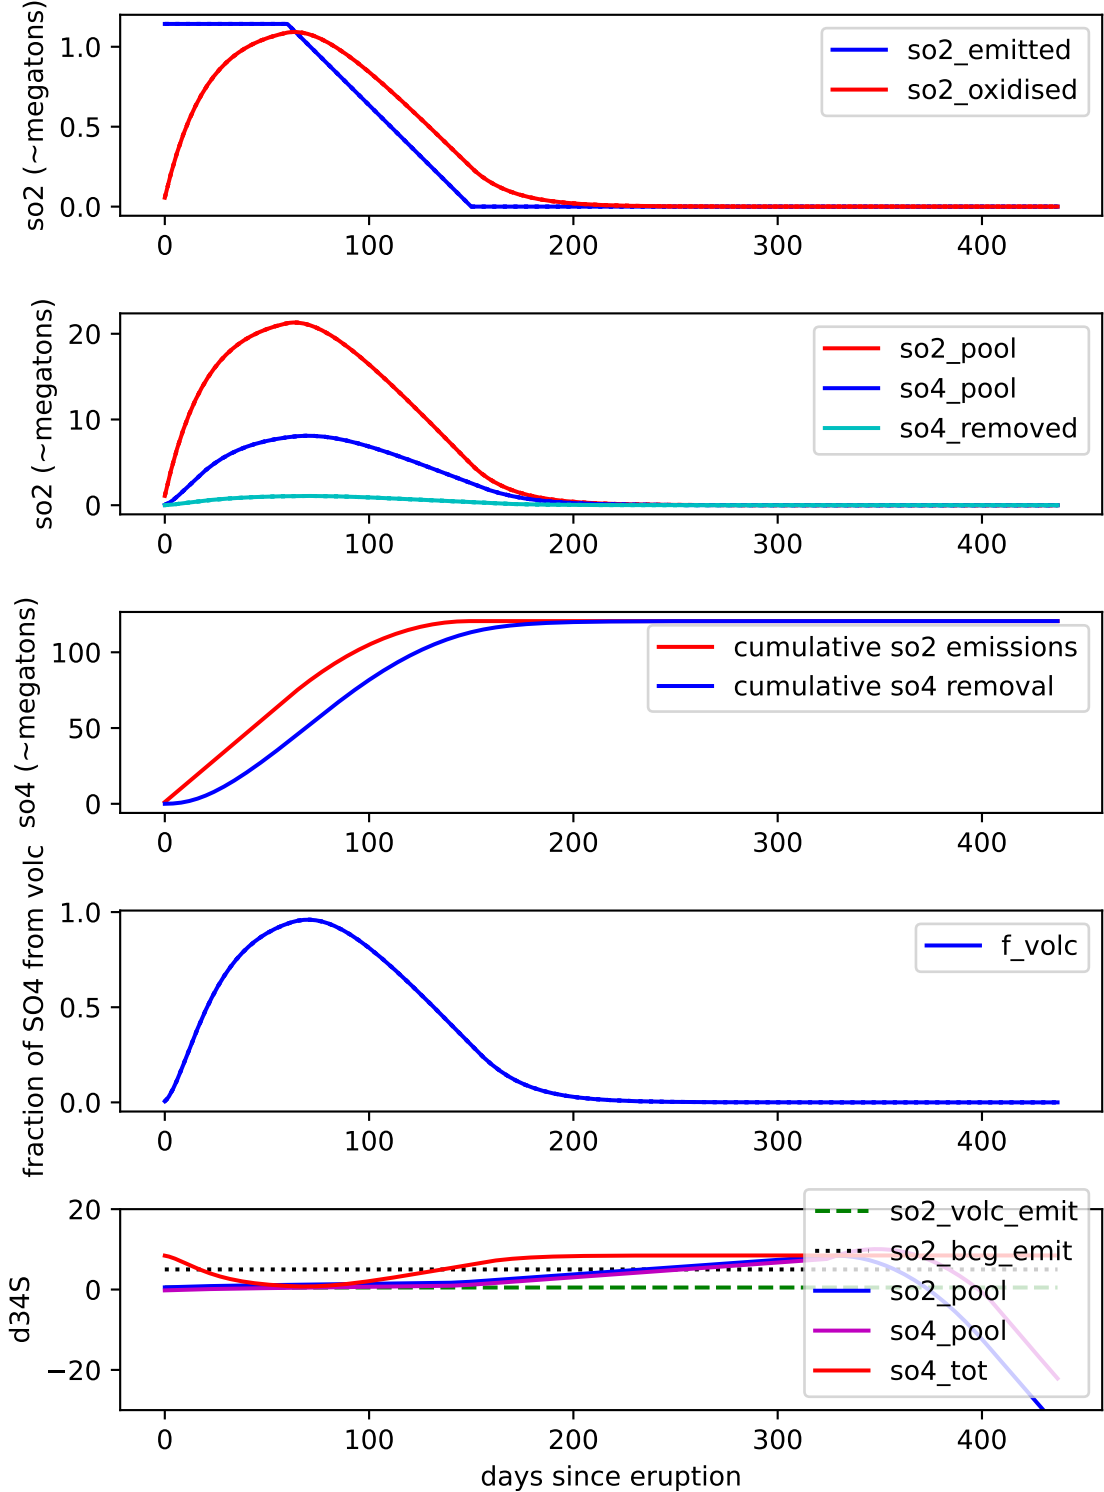 so2 (~megatons)
1.0
0.5
0.0
so2_emitted
so2_oxidised
0 100 200 300 400
so2 (~megatons)
20
10
0
so2_pool
so4_pool
so4_removed
0 100 200 300 400
so4 (~megatons)
100
50
0
cumulative so2 emissions
cumulative so4 removal
0 100 200 300 400
fraction of SO4 from volc
1.0
0.5
0.0
f_volc
0 100 200 300 400
d34S
20
0
−20
so2_volc_emit
so2_bcg_emit
so2_pool
so4_pool
so4_tot
0 100 200 300 400
days since eruption